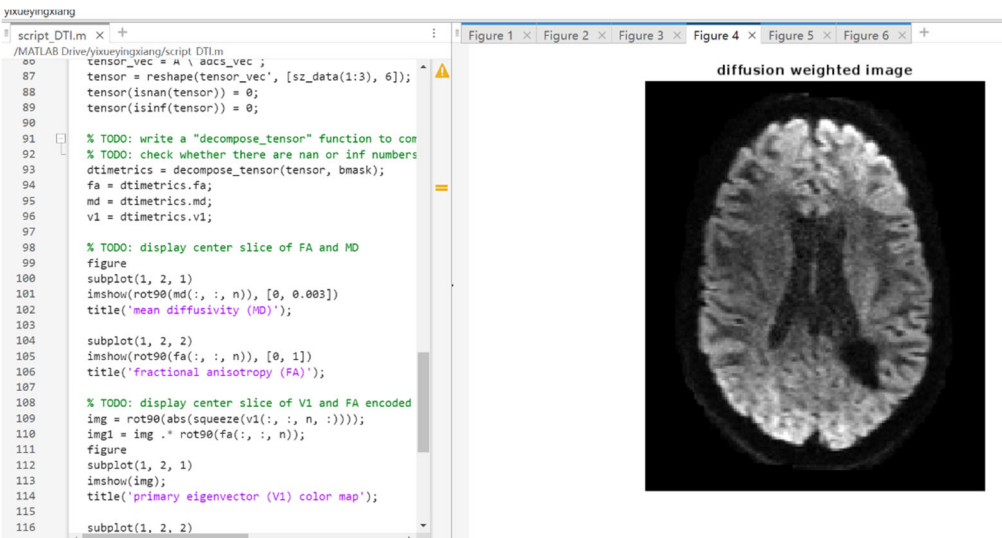 yixueyingxiang
script_DTI.m × +
/MATLAB Drive/yixueyingxiang/script_DTI.m
86 tensor_vec = A \ adcs_vec ;
87 tensor = reshape(tensor_vec', [sz_data(1:3), 6]);
88 tensor(isnan(tensor)) = 0;
89 tensor(isinf(tensor)) = 0;
90
91 % TODO: write a "decompose_tensor" function to com
92 % TODO: check whether there are nan or inf numbers
93 dtimetrics = decompose_tensor(tensor, bmask);
94 fa = dtimetrics.fa;
95 md = dtimetrics.md;
96 v1 = dtimetrics.v1;
97
98 % TODO: display center slice of FA and MD
99 figure
100 subplot(1, 2, 1)
101 imshow(rot90(md(:, :, n)), [0, 0.003])
102 title('mean diffusivity (MD)');
103
104 subplot(1, 2, 2)
105 imshow(rot90(fa(:, :, n)), [0, 1])
106 title('fractional anisotropy (FA)');
107
108 % TODO: display center slice of V1 and FA encoded
109 img = rot90(abs(squeeze(v1(:, :, n, :))));
110 img1 = img .* rot90(fa(:, :, n));
111 figure
112 subplot(1, 2, 1)
113 imshow(img);
114 title('primary eigenvector (V1) color map');
115
116 subplot(1, 2, 2)
Figure 1 × Figure 2 × Figure 3 × Figure 4 × Figure 5 × Figure 6 × +
diffusion weighted image